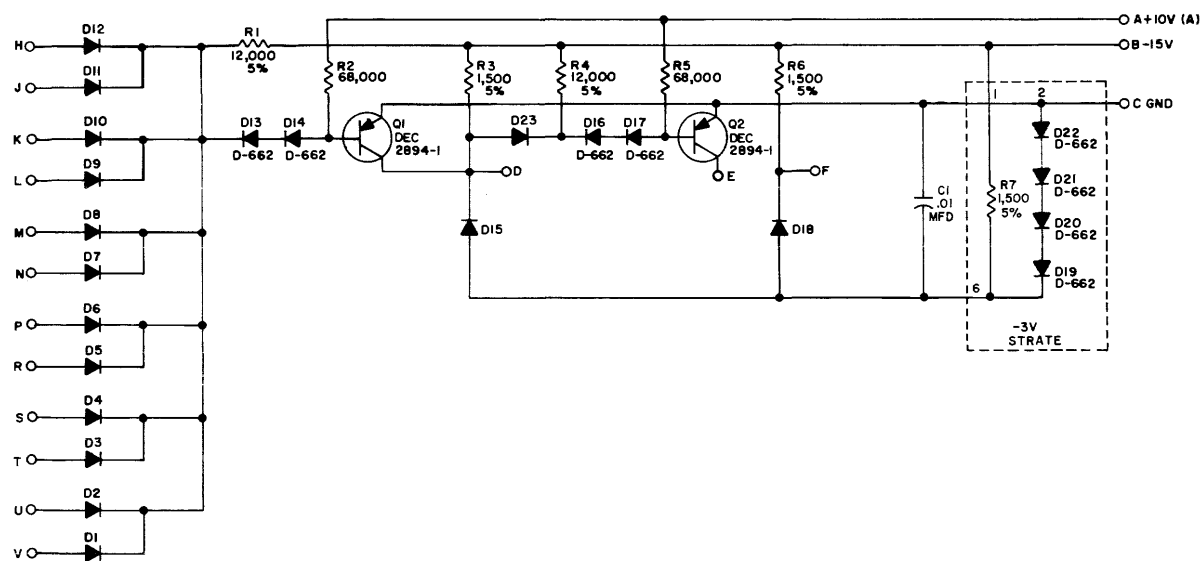 A+10V (A)
B-15V
C GND
H
D12
J
D11
R1
12,000
5%
R2
68,000
R3
1,500
5%
R4
12,000
5%
R5
68,000
R6
1,500
5%
1
2
K
D10
L
D9
D13
D-662
D14
D-662
Q1
DEC
2894-1
D23
D16
D-662
D17
D-662
Q2
DEC
2894-1
D
E
F
D22
D-662
D21
D-662
D20
D-662
D19
D-662
C1
.01
MFD
R7
1,500
5%
M
D8
N
D7
D15
D18
6
-3V
STRATE
P
D6
R
D5
S
D4
T
D3
U
D2
V
D1